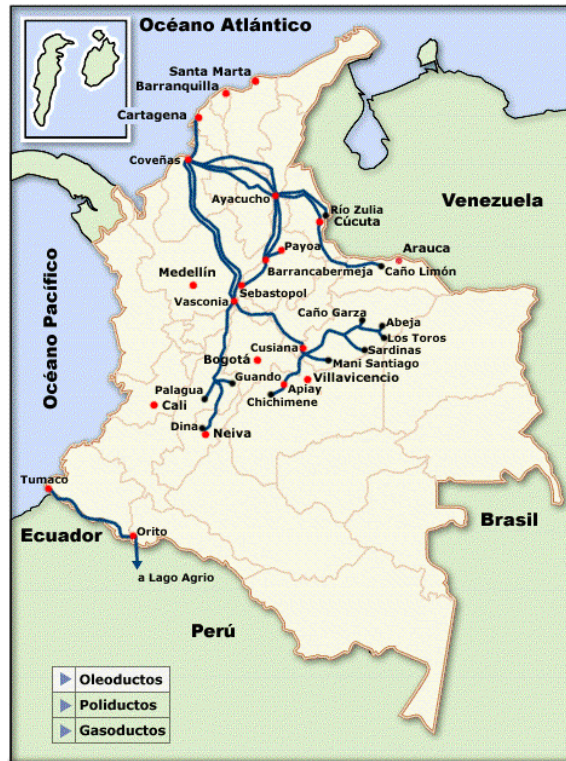 Océano Atlántico
Santa Marta
Barranquilla
Cartagena
Coveñas
Ayacucho
Río Zulia
Cúcuta
Venezuela
Payoa
Arauca
Barrancabermeja
Caño Limón
Medellín
Sebastopol
Vasconia
Océano Pacífico
Caño Garza
Abeja
Los Toros
Cusiana
Sardinas
Bogotá
Mani Santiago
Guando
Villavicencio
Palagua
Apiay
Chichimene
Cali
Dina
Neiva
Tumaco
Ecuador
Orito
Brasil
a Lago Agrio
Perú
Oleoductos
Poliductos
Gasoductos